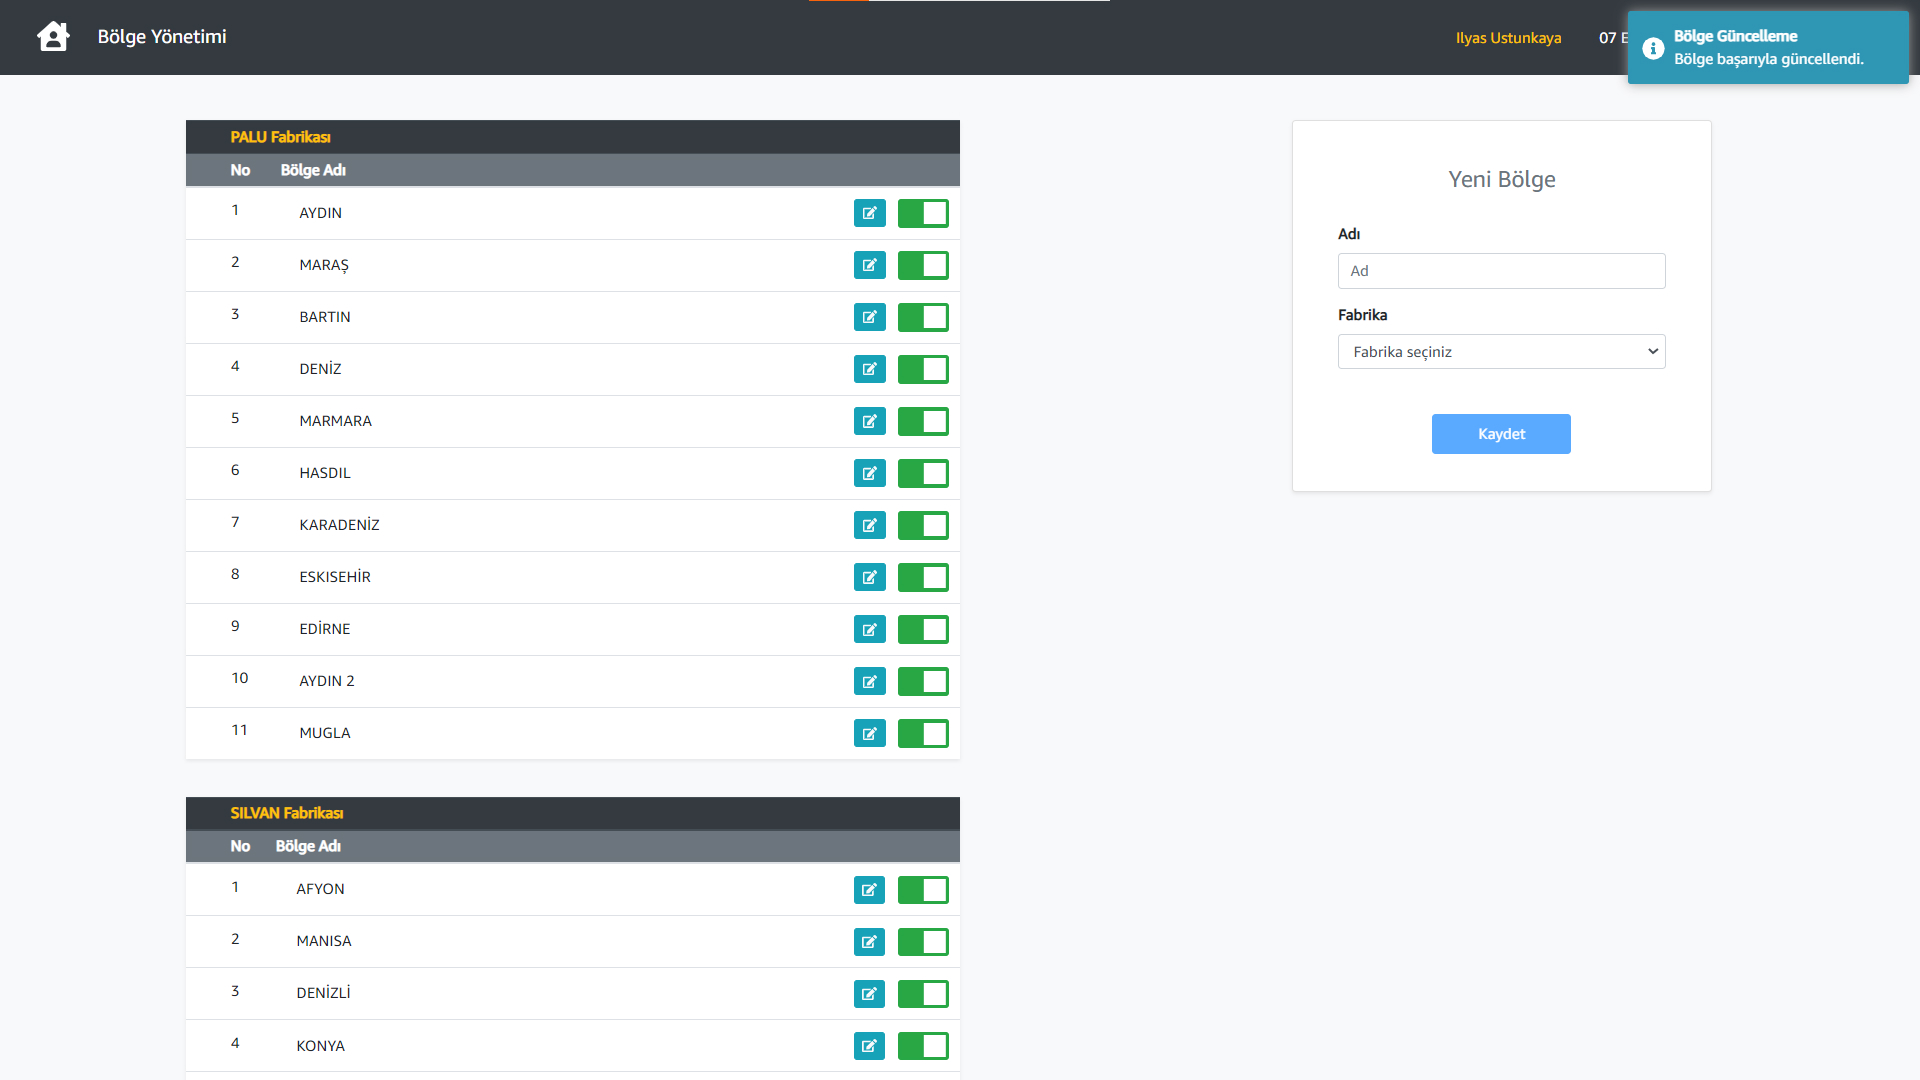 Bölge Yönetimi
Ilyas Ustunkaya
07 E
Bölge Güncelleme
Bölge başarıyla güncellendi.
PALU Fabrikası
No Bölge Adı
1 AYDIN
2 MARAŞ
3 BARTIN
4 DENİZ
5 MARMARA
6 HASDIL
7 KARADENİZ
8 ESKISEHİR
9 EDİRNE
10 AYDIN 2
11 MUGLA
SILVAN Fabrikası
No Bölge Adı
1 AFYON
2 MANISA
3 DENİZLİ
4 KONYA
Yeni Bölge
Adı
Ad
Fabrika
Fabrika seçiniz
Kaydet